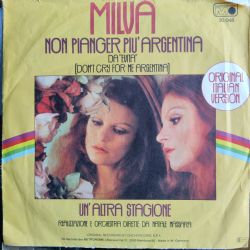 MILVA
NON PIANGER PIU' ARGENTINA
DA "EVITA"
(DON'T CRY FOR ME ARGENTINA)
ORIGINAL
ITALIAN
VERSION
UN'ALTRA STAGIONE
REALIZZAZIONE E ORCHESTRA DIRETTE DA NATALE MASSARA